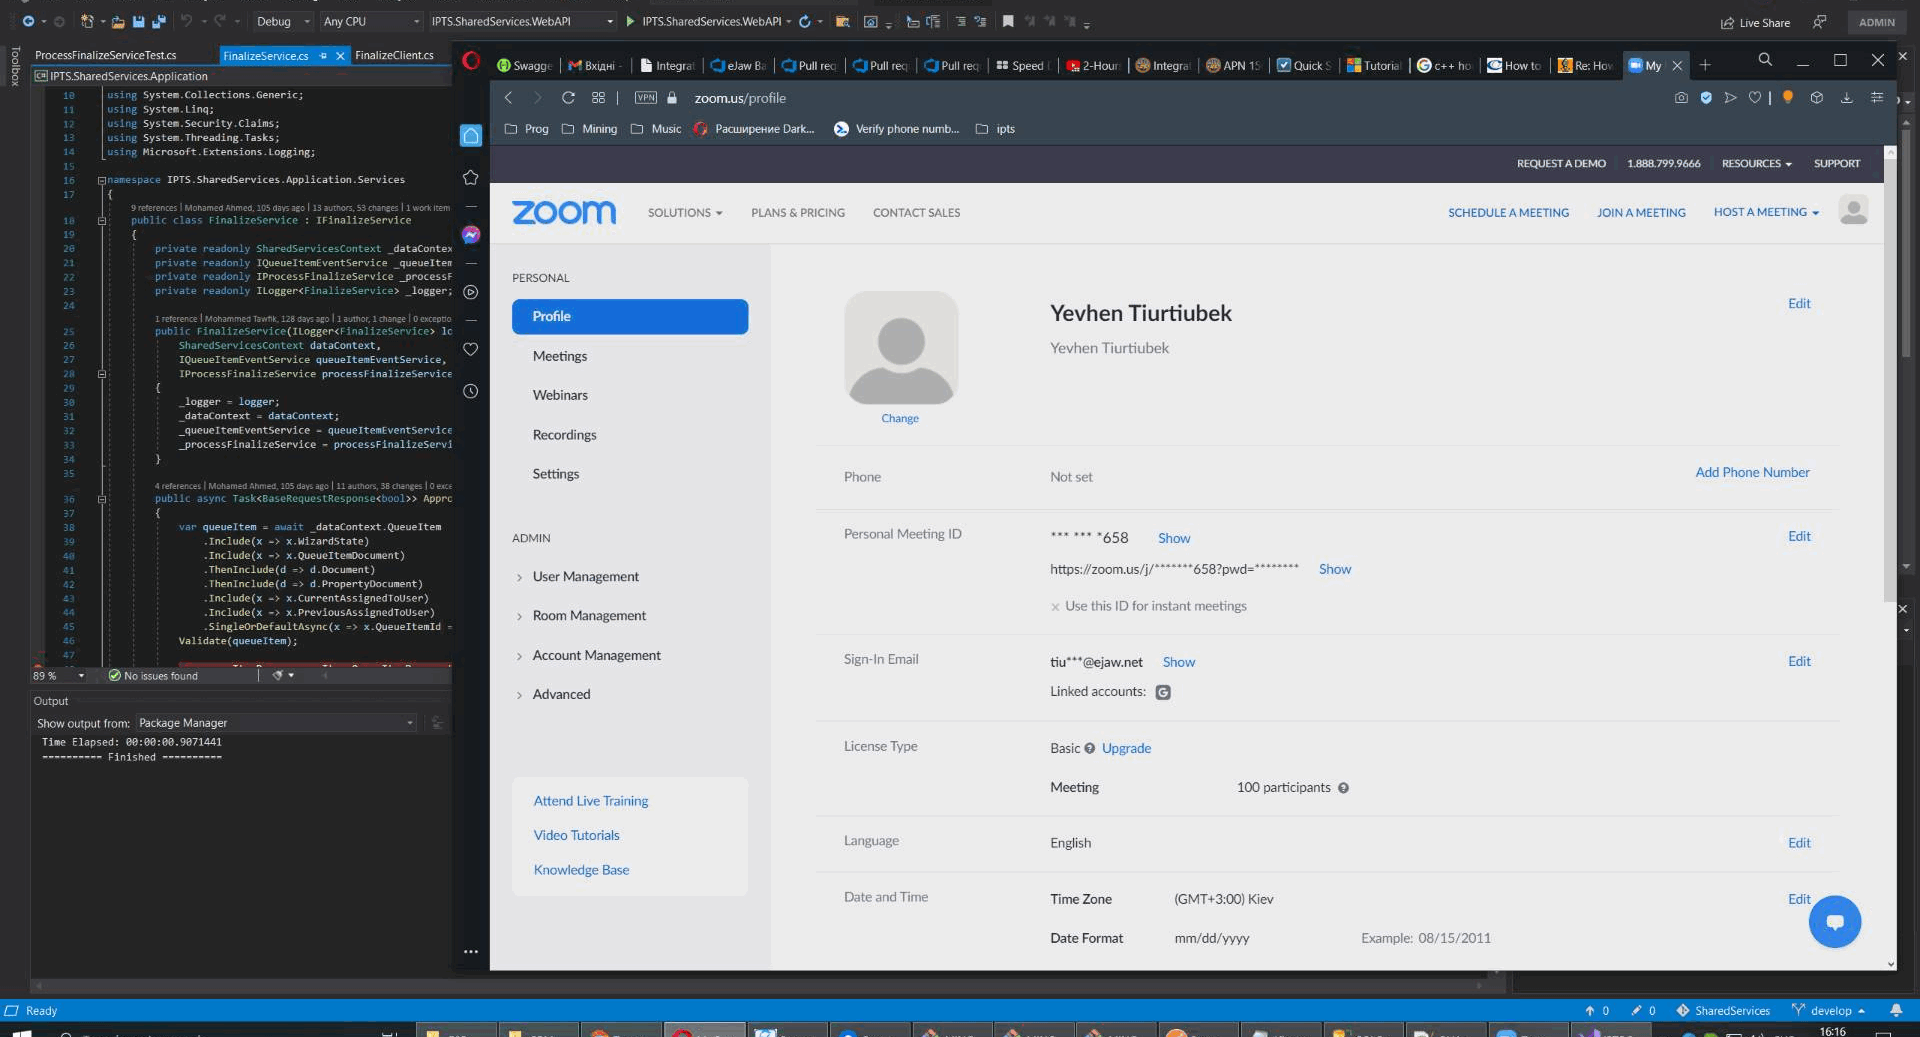 Debug
Any CPU
IPTS.SharedServices.WebAPI
IPTS.SharedServices.WebAPI
Live Share
ADMIN
Toolbox
ProcessFinalizeServiceTest.cs
FinalizeService.cs
FinalizeClient.cs
IPTS.SharedServices.Application
10 using System.Collections.Generic;
11 using System.Linq;
12 using System.Security.Claims;
13 using System.Threading.Tasks;
14 using Microsoft.Extensions.Logging;
15
16 namespace IPTS.SharedServices.Application.Services
17 {
9 references | Mohamed Ahmed, 105 days ago | 13 authors, 53 changes | 1 work item
18 public class FinalizeService : IFinalizeService
19 {
20 private readonly SharedServicesContext _dataContex
21 private readonly IQueueItemEventService _queueItem
22 private readonly IProcessFinalizeService _processF
23 private readonly ILogger<FinalizeService> _logger;
24
1 reference | Mohammed Tawfik, 128 days ago | 1 author, 1 change | 0 exceptio
25 public FinalizeService(ILogger<FinalizeService> lo
26 SharedServicesContext dataContext,
27 IQueueItemEventService queueItemEventService,
28 IProcessFinalizeService processFinalizeService
29 {
30 _logger = logger;
31 _dataContext = dataContext;
32 _queueItemEventService = queueItemEventService
33 _processFinalizeService = processFinalizeServi
34 }
35
4 references | Mohamed Ahmed, 105 days ago | 11 authors, 38 changes | 0 exce
36 public async Task<BaseRequestResponse<bool>> Appro
37 {
38 var queueItem = await _dataContext.QueueItem
39 .Include(x => x.WizardState)
40 .Include(x => x.QueueItemDocument)
41 .ThenInclude(d => d.Document)
42 .ThenInclude(d => d.PropertyDocument)
43 .Include(x => x.CurrentAssignedToUser)
44 .Include(x => x.PreviousAssignedToUser)
45 .SingleOrDefaultAsync(x => x.QueueItemId =
46 Validate(queueItem);
47
89 %
No issues found
Output
Show output from: Package Manager
Time Elapsed: 00:00:00.9071441
========== Finished ==========
Swagge
Вхідні -
Integrat
eJaw Ba
Pull req
Pull req
Pull req
Speed
2-Hour
Integrat
APN 15
Quick S
Tutorial
c++ ho
How to
Re: How
My
VPN
zoom.us/profile
Prog
Mining
Music
Расширение Dark...
Verify phone numb...
ipts
REQUEST A DEMO
1.888.799.9666
RESOURCES
SUPPORT
zoom
SOLUTIONS
PLANS & PRICING
CONTACT SALES
SCHEDULE A MEETING
JOIN A MEETING
HOST A MEETING
PERSONAL
Profile
Meetings
Webinars
Recordings
Settings
ADMIN
User Management
Room Management
Account Management
Advanced
Attend Live Training
Video Tutorials
Knowledge Base
Change
Yevhen Tiurtiubek
Edit
Yevhen Tiurtiubek
Phone
Not set
Add Phone Number
Personal Meeting ID
*** *** *658 Show
Edit
https://zoom.us/j/*******658?pwd=******** Show
× Use this ID for instant meetings
Sign-In Email
tiu***@ejaw.net Show
Edit
Linked accounts: G
License Type
Basic Upgrade
Meeting 100 participants
Language
English
Edit
Date and Time
Time Zone (GMT+3:00) Kiev
Edit
Date Format mm/dd/yyyy Example: 08/15/2011
Ready
0
0
SharedServices
develop
16:16